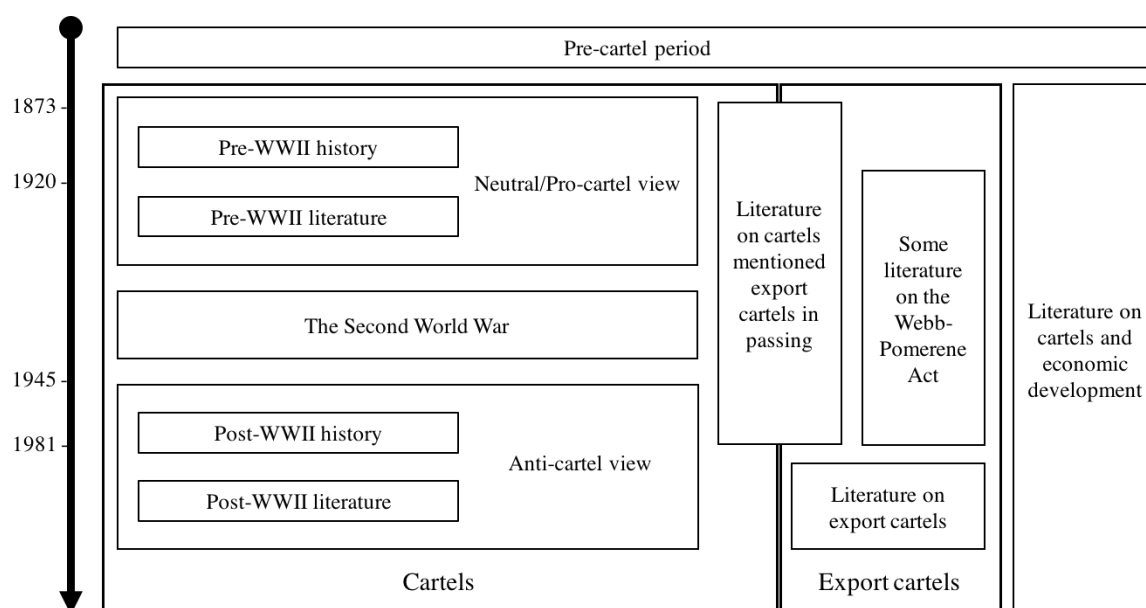 Pre-cartel period
1873
1920
1945
1981
Pre-WWII history
Neutral/Pro-cartel view
Pre-WWII literature
The Second World War
Post-WWII history
Anti-cartel view
Post-WWII literature
Cartels
Literature
on cartels
mentioned
export
cartels in
passing
Some
literature
on the
Webb-
Pomerene
Act
Literature on
export cartels
Export cartels
Literature on
cartels and
economic
development